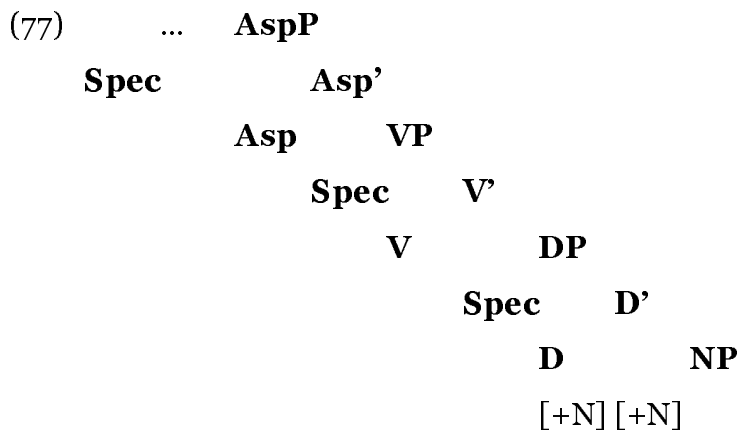 (77) ... AspP
Spec Asp’
Asp VP
Spec V’
V DP
Spec D’
D NP
[+N] [+N]